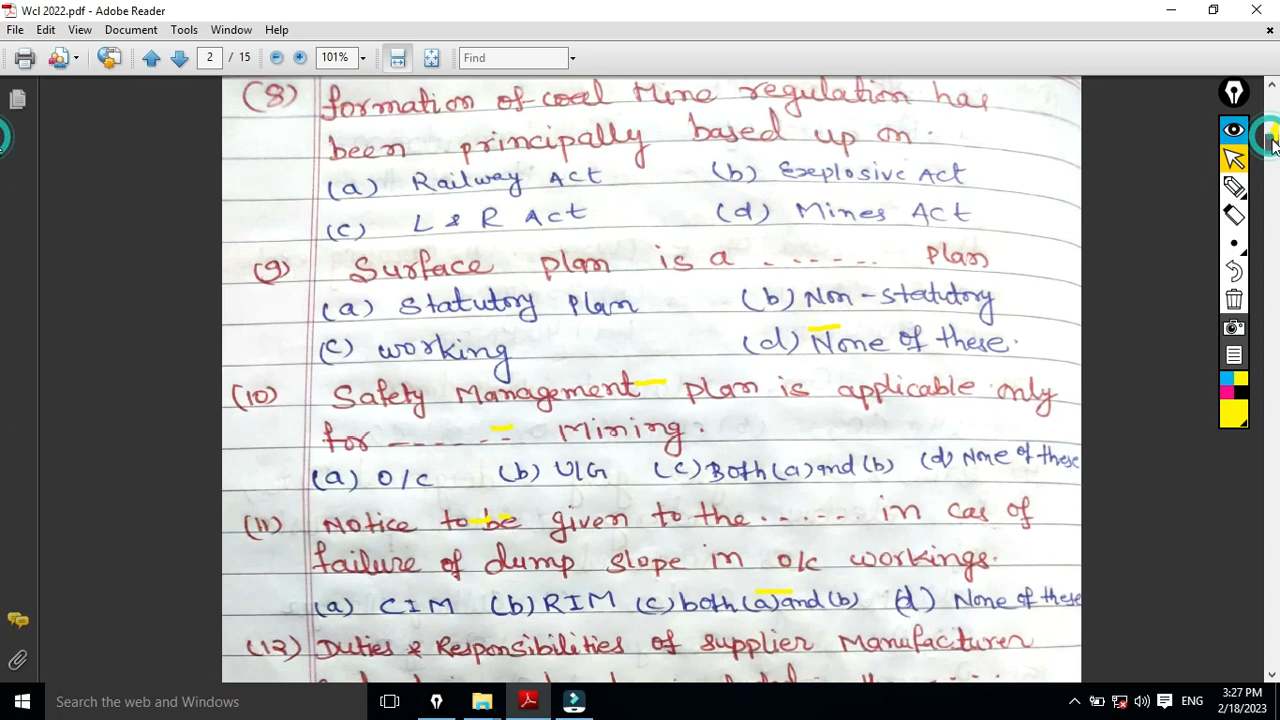 Wcl 2022.pdf - Adobe Reader
File Edit View Document Tools Window Help
2 / 15 101% Find
(8) formation of coal Mine regulation has
been principally based up on.
(a) Railway Act (b) Exeplosive Act
(c) L & R Act (d) Mines Act
(9) Surface plan is a ....... Plan
(a) Statutory Plan (b) Non-statutory
(c) working (d) None of these.
(10) Safety Management plan is applicable only
for ------- Mining.
(a) O/C (b) U/G (c) Both (a) and (b) (d) None of these
(11) Notice to be given to the ....... in cas of
failure of dump slope in o/c workings.
(a) CIM (b) RIM (c) both (a) and (b) (d) None of these
(12) Duties & Responsibilities of supplier Manufacturer
Search the web and Windows
ENG
3:27 PM
2/18/2023